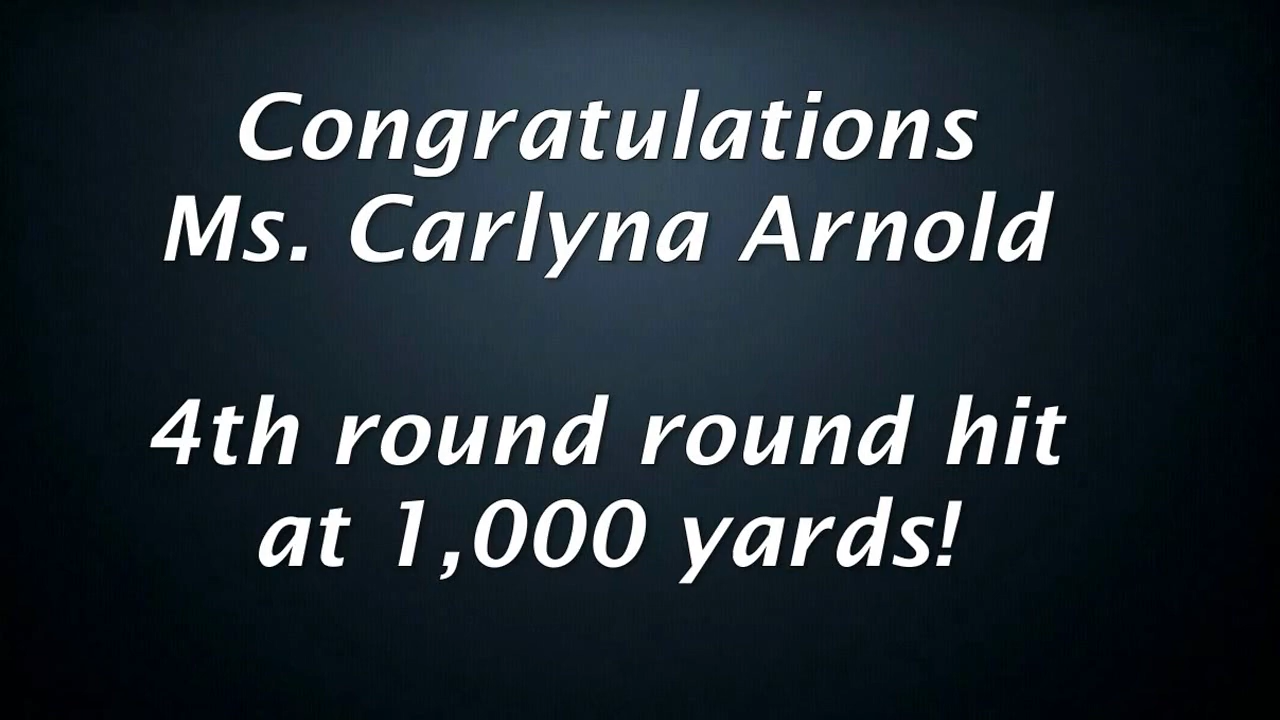 Congratulations
Ms. Carlyna Arnold
4th round round hit
at 1,000 yards!